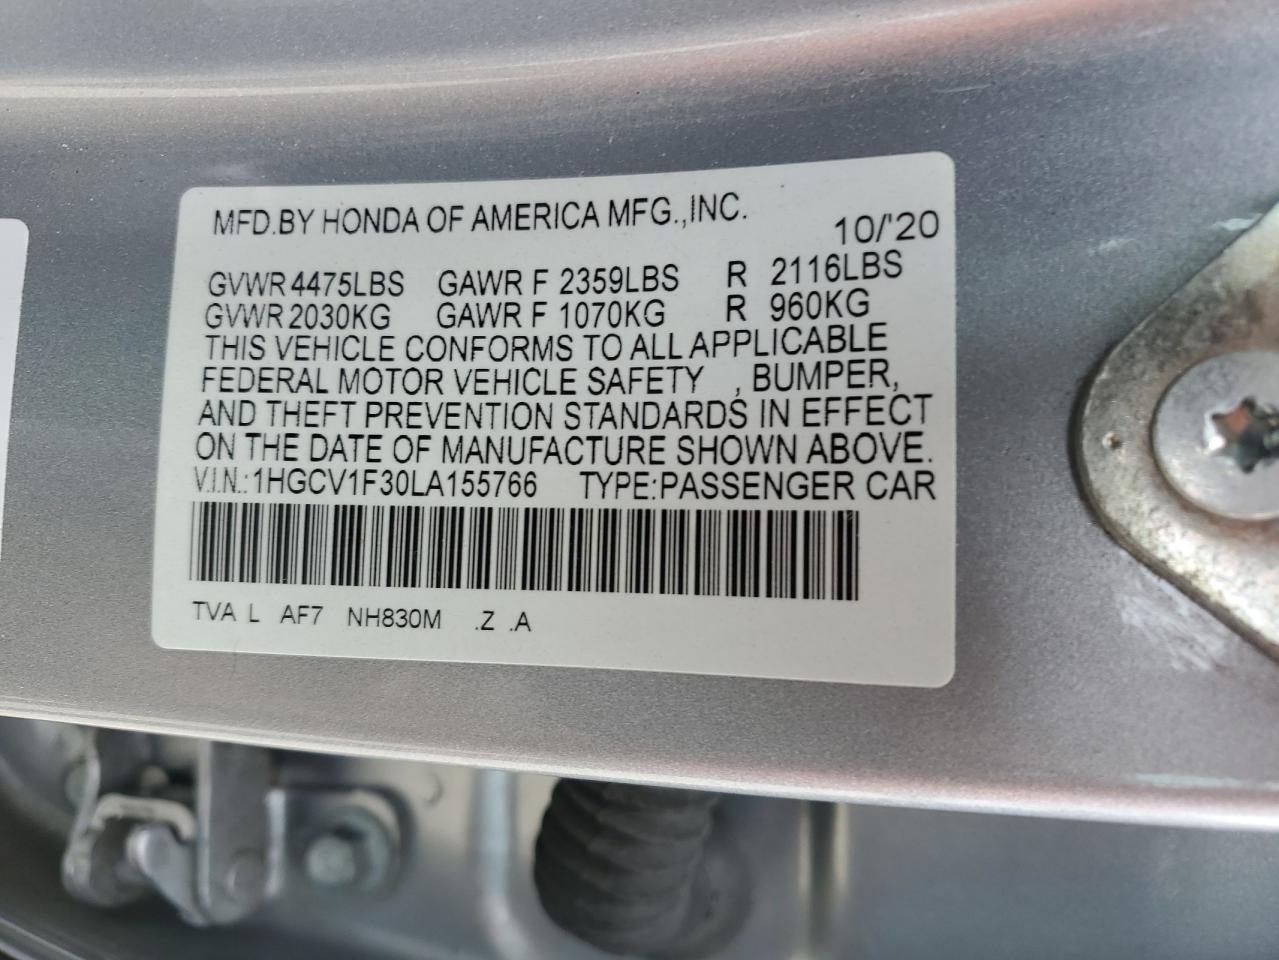 MFD.BY HONDA OF AMERICA MFG.,INC.
10/'20
GVWR 4475LBS GAWR F 2359LBS R 2116LBS
GVWR 2030KG GAWR F 1070KG R 960KG
THIS VEHICLE CONFORMS TO ALL APPLICABLE
FEDERAL MOTOR VEHICLE SAFETY , BUMPER,
AND THEFT PREVENTION STANDARDS IN EFFECT
ON THE DATE OF MANUFACTURE SHOWN ABOVE.
V.I.N.: 1HGCV1F30LA155766 TYPE:PASSENGER CAR
TVA L AF7 NH830M .Z .A